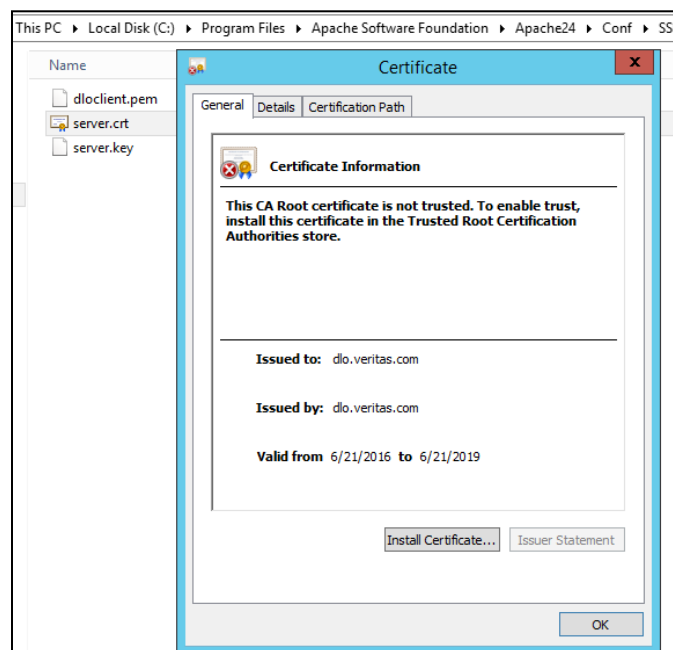 This PC ▸ Local Disk (C:) ▸ Program Files ▸ Apache Software Foundation ▸ Apache24 ▸ Conf ▸ SS
Name
dloclient.pem
server.crt
server.key
Certificate
x
General Details Certification Path
Certificate Information
This CA Root certificate is not trusted. To enable trust,
install this certificate in the Trusted Root Certification
Authorities store.
Issued to: dlo.veritas.com
Issued by: dlo.veritas.com
Valid from 6/21/2016 to 6/21/2019
Install Certificate... Issuer Statement
OK